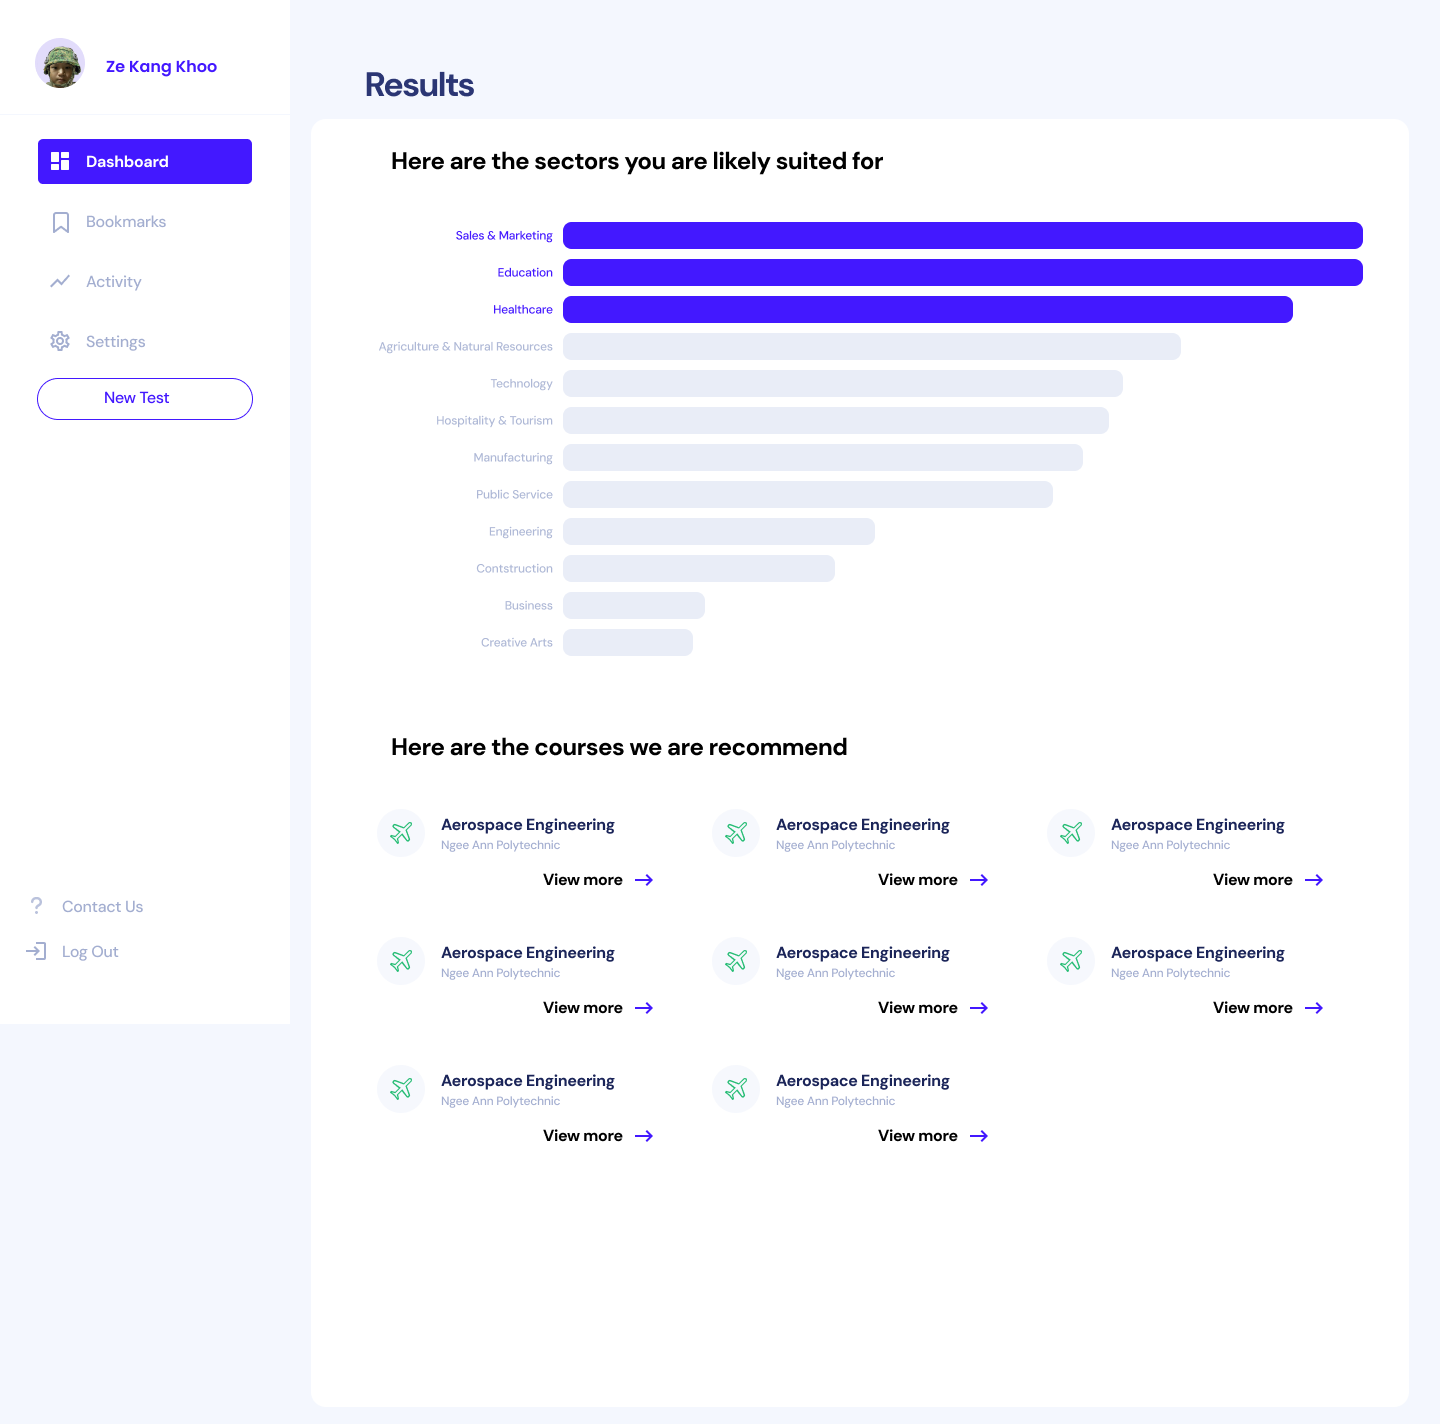 Ze Kang Khoo
Dashboard
Bookmarks
Activity
Settings
New Test
Contact Us
Log Out
Results
Here are the sectors you are likely suited for
Sales & Marketing
Education
Healthcare
Agriculture & Natural Resources
Technology
Hospitality & Tourism
Manufacturing
Public Service
Engineering
Contstruction
Business
Creative Arts
Here are the courses we are recommend
Aerospace Engineering
Ngee Ann Polytechnic
View more
Aerospace Engineering
Ngee Ann Polytechnic
View more
Aerospace Engineering
Ngee Ann Polytechnic
View more
Aerospace Engineering
Ngee Ann Polytechnic
View more
Aerospace Engineering
Ngee Ann Polytechnic
View more
Aerospace Engineering
Ngee Ann Polytechnic
View more
Aerospace Engineering
Ngee Ann Polytechnic
View more
Aerospace Engineering
Ngee Ann Polytechnic
View more